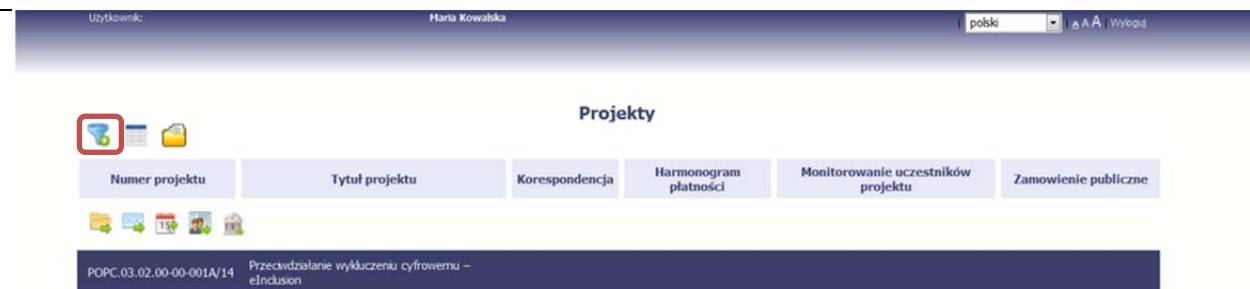 Użytkownik: Maria Kowalska | polski | A A A | Wyloguj
Projekty
Numer projektu Tytuł projektu Korespondencja Harmonogram płatności Monitorowanie uczestników projektu Zamowienie publiczne
15
POPC.03.02.00-00-001A/14 Przeciwdziałanie wykluczeniu cyfrowemu –
eInclusion